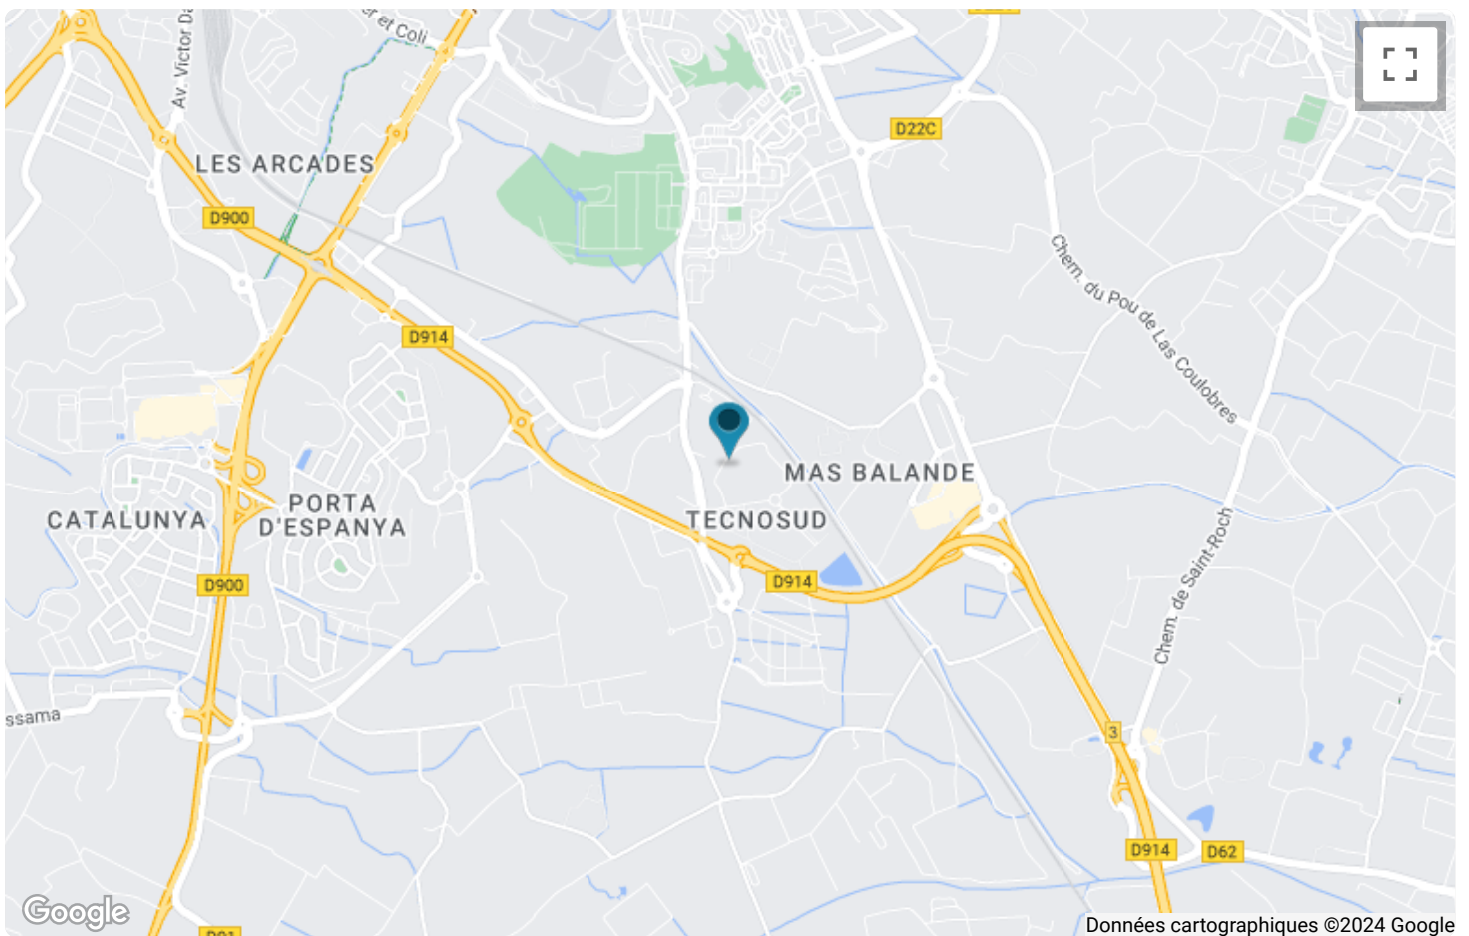 Av. Victor Da
er et Coli
D22C
LES ARCADES
D900
Chem. du Pou de Las Coulobres
D914
MAS BALANDE
PORTA
D'ESPANYA
CATALUNYA
TECNOSUD
D900
D914
Chem. de Saint-Roch
ssama
3
D914
D62
Google
Données cartographiques ©2024 Google